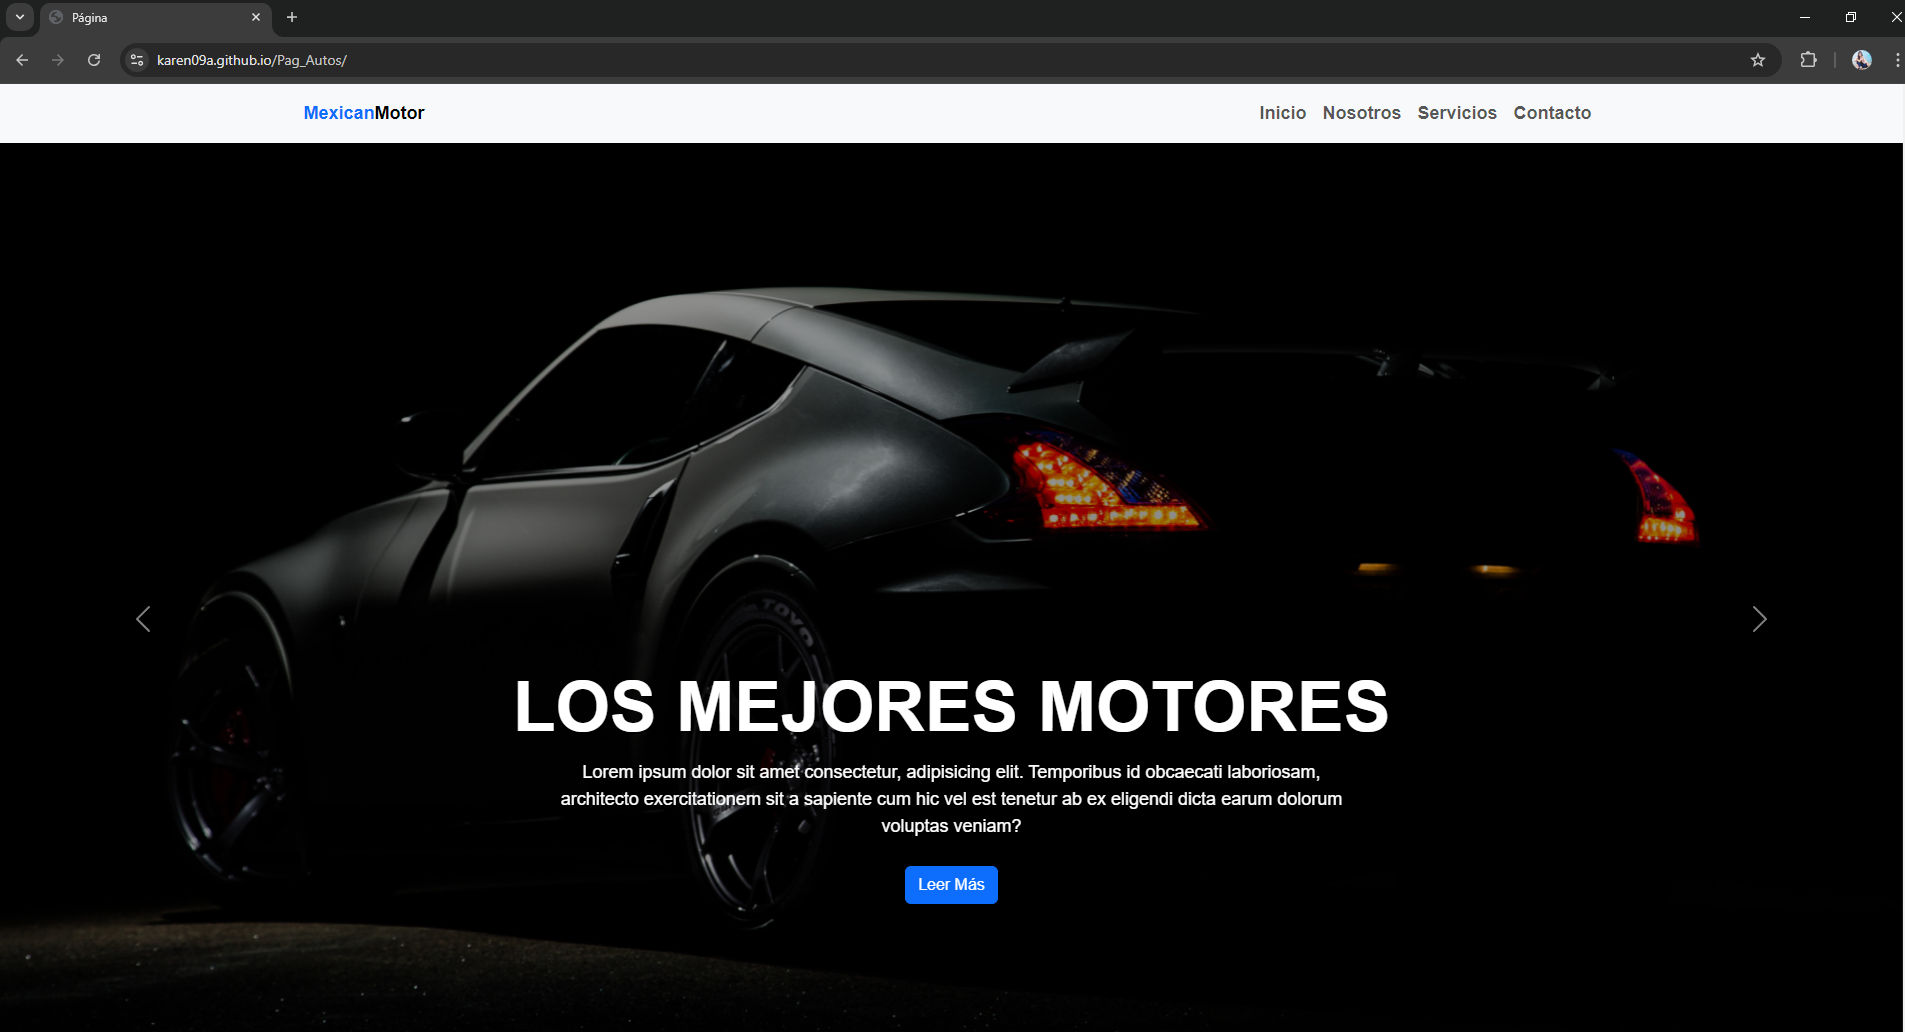 Página
karen09a.github.io/Pag_Autos/
MexicanMotor
Inicio Nosotros Servicios Contacto
TOYO
LOS MEJORES MOTORES
Lorem ipsum dolor sit amet consectetur, adipisicing elit. Temporibus id obcaecati laboriosam,
architecto exercitationem sit a sapiente cum hic vel est tenetur ab ex eligendi dicta earum dolorum
voluptas veniam?
Leer Más